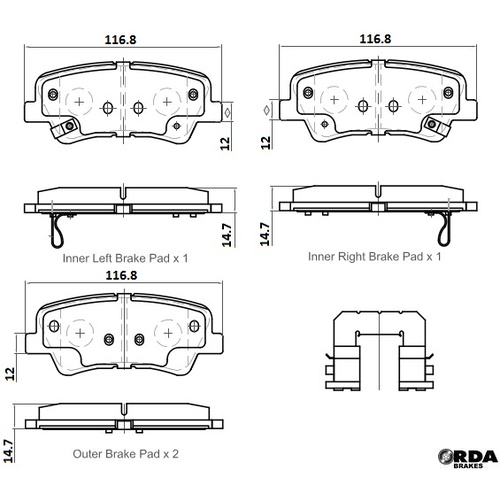 116.8
116.8
12
12
14.7
14.7
Inner Left Brake Pad x 1
Inner Right Brake Pad x 1
116.8
12
14.7
Outer Brake Pad x 2
RDA
BRAKES